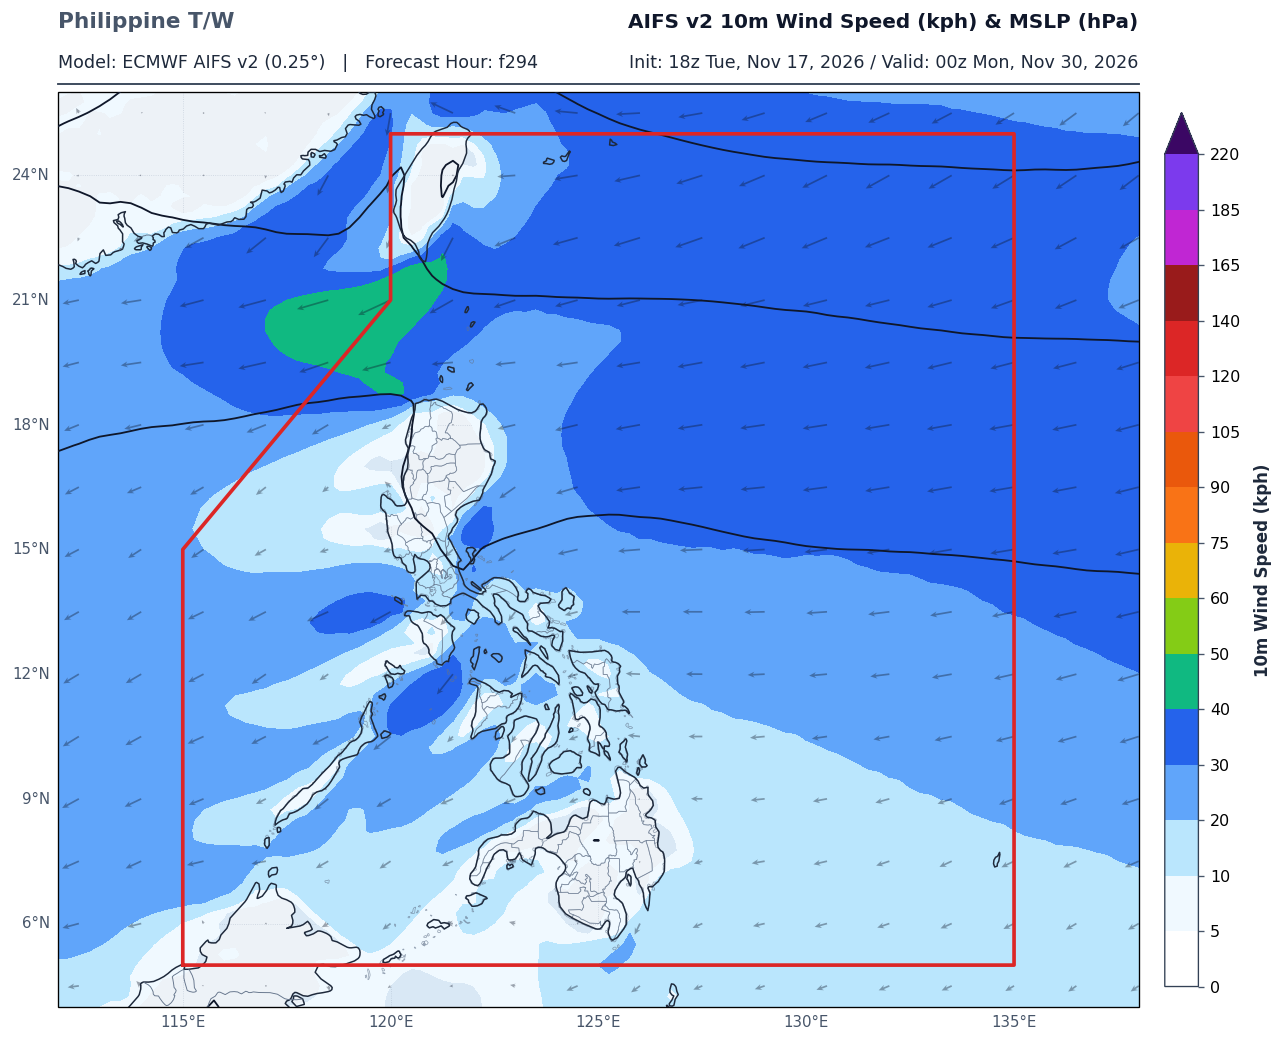 Philippine T/W
AIFS v2 10m Wind Speed (kph) & MSLP (hPa)
Model: ECMWF AIFS v2 (0.25°) | Forecast Hour: f294
Init: 18z Tue, Nov 17, 2026 / Valid: 00z Mon, Nov 30, 2026
24°N
21°N
18°N
15°N
12°N
9°N
6°N
115°E
120°E
125°E
130°E
135°E
220
185
165
140
120
105
90
75
60
50
40
30
20
10
5
0
10m Wind Speed (kph)